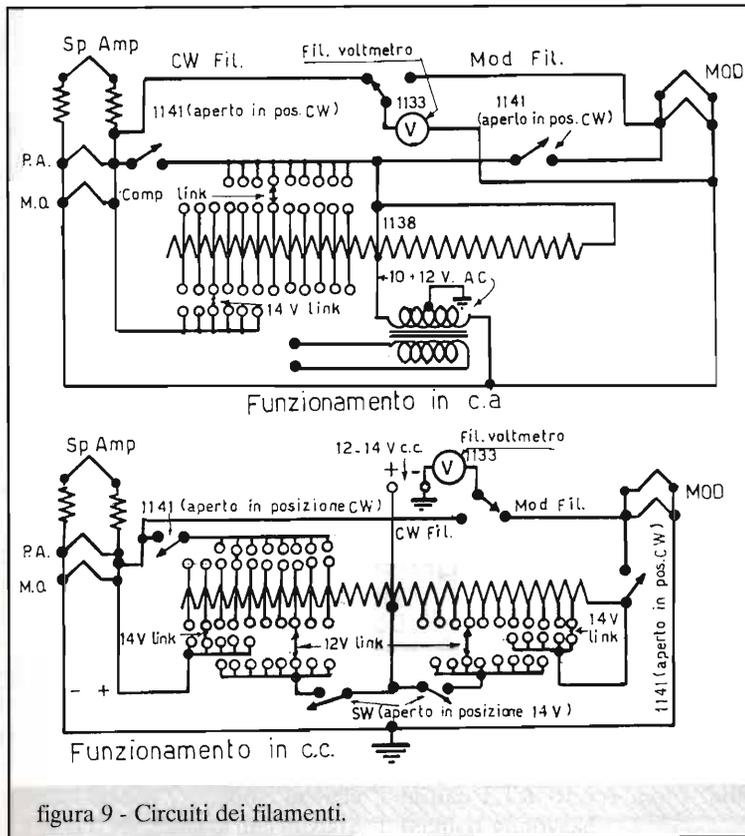 Sp Amp
CW Fil.
Fil. voltmetro
Mod Fil.
MOD
1141 (aperto in pos. CW)
1133
V
1141
(aperto in pos. CW)
P.A.
M.O.
Comp
link
1138
10 + 12 V. AC
14 V link
Funzionamento in c.a
Sp Amp
12-14 V c.c.
+ -
Fil. voltmetro
1133
V
1141 (aperto in posizione CW)
Mod Fil.
MOD
CW Fil.
P.A.
M.O.
14V link
12V link
14V
link
1141 (aperto in pos. CW)
- +
SW (aperto in posizione 14 V)
Funzionamento in c.c.
figura 9 - Circuiti dei filamenti.